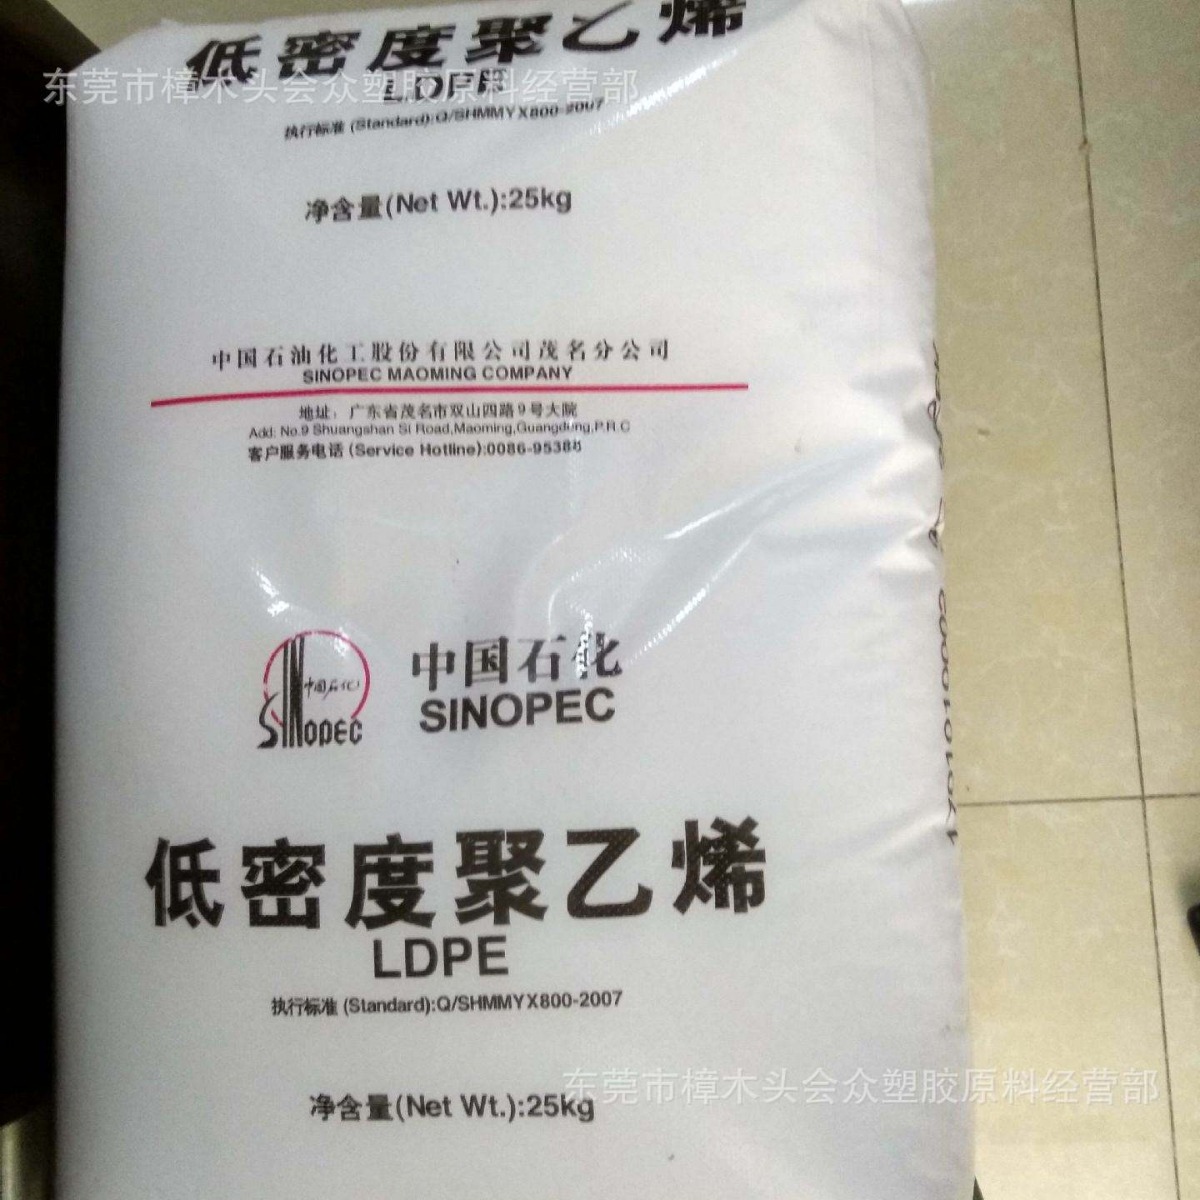 低密度聚乙烯
东莞市樟木头会众塑胶原料经营部
LDPE
执行标准 (Standard):Q/SHMMYX800-2007
净含量(Net Wt.):25kg
中国石油化工股份有限公司茂名分公司
SINOPEC MAOMING COMPANY
地址：广东省茂名市双山四路9号大院
Add: No.9 Shuangshan Si Road,Maoming,Guangdong,P.R.C
客户服务电话 (Service Hotline):0086-95388
中国石化
SINOPEC
中国石化
SINOPEC
低密度聚乙烯
LDPE
执行标准 (Standard):Q/SHMMYX800-2007
东莞市樟木头会众塑胶原料经营部
净含量(Net Wt.):25kg